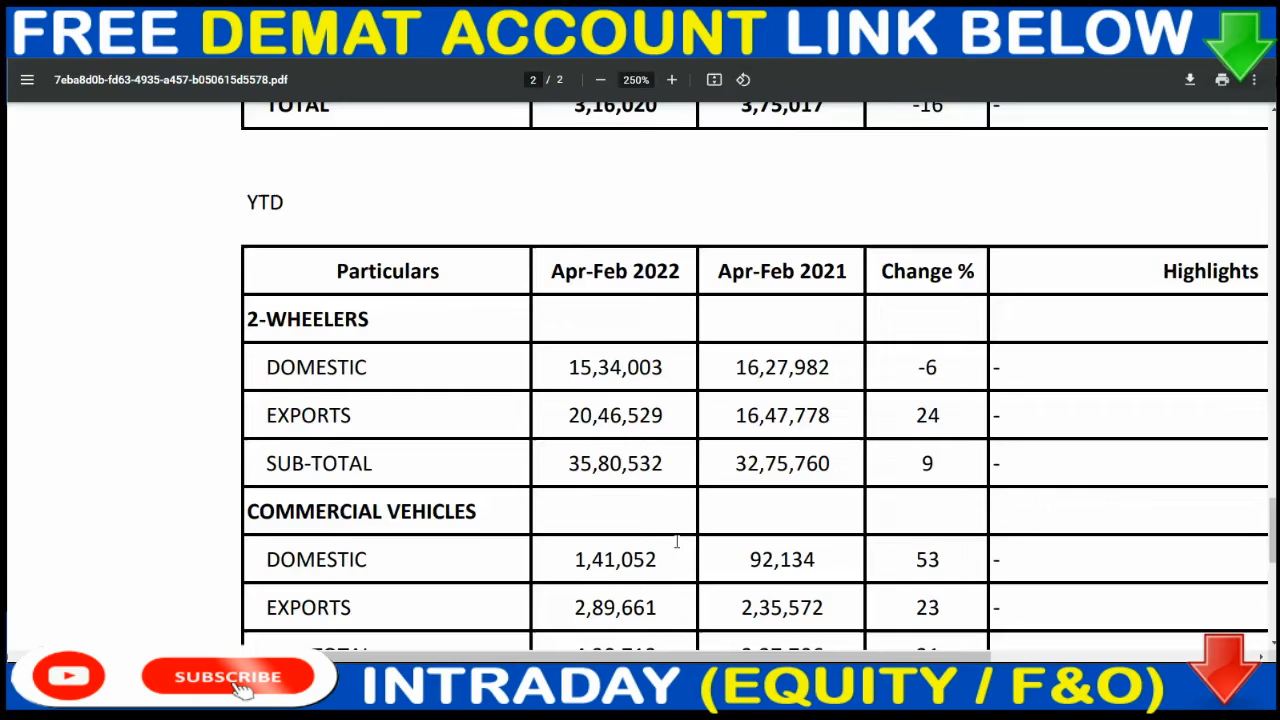 FREE DEMAT ACCOUNT LINK BELOW
7eba8d0b-fd63-4935-a457-b050615d5578.pdf 2 / 2 250%
TOTAL 3,16,020 3,75,017 -16 -
YTD
Particulars Apr-Feb 2022 Apr-Feb 2021 Change % Highlights
2-WHEELERS
DOMESTIC 15,34,003 16,27,982 -6 -
EXPORTS 20,46,529 16,47,778 24 -
SUB-TOTAL 35,80,532 32,75,760 9 -
COMMERCIAL VEHICLES
DOMESTIC 1,41,052 92,134 53 -
EXPORTS 2,89,661 2,35,572 23 -
SUBSCRIBE
INTRADAY (EQUITY / F&O)